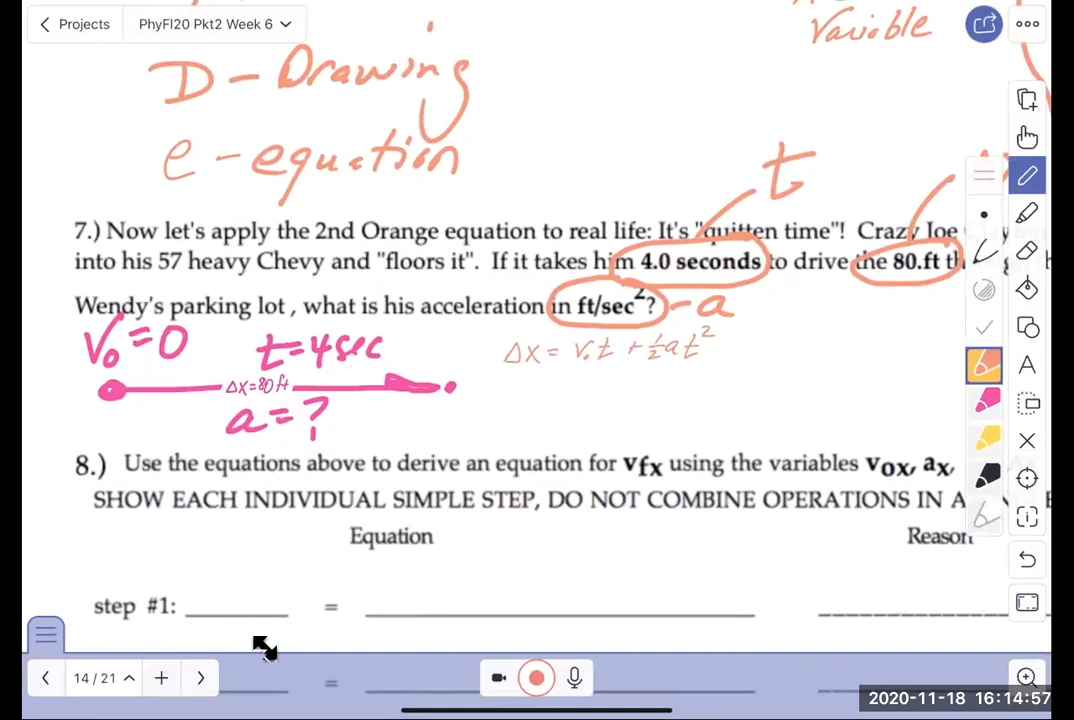 Projects PhyFl20 Pkt2 Week 6
Variable
D - Drawing
e - equation
t
7.) Now let's apply the 2nd Orange equation to real life: It's "quitten time"! Crazy Joe
into his 57 heavy Chevy and "floors it". If it takes him 4.0 seconds to drive the 80.ft
Wendy's parking lot, what is his acceleration in ft/sec²? - a
V₀=0 t=4sec
Δx = V₀t + ½at²
Δx=80ft
a=?
8.) Use the equations above to derive an equation for vfx using the variables vox, ax,
SHOW EACH INDIVIDUAL SIMPLE STEP, DO NOT COMBINE OPERATIONS IN A
Equation Reason
step #1: =
=
14 / 21
2020-11-18 16:14:57